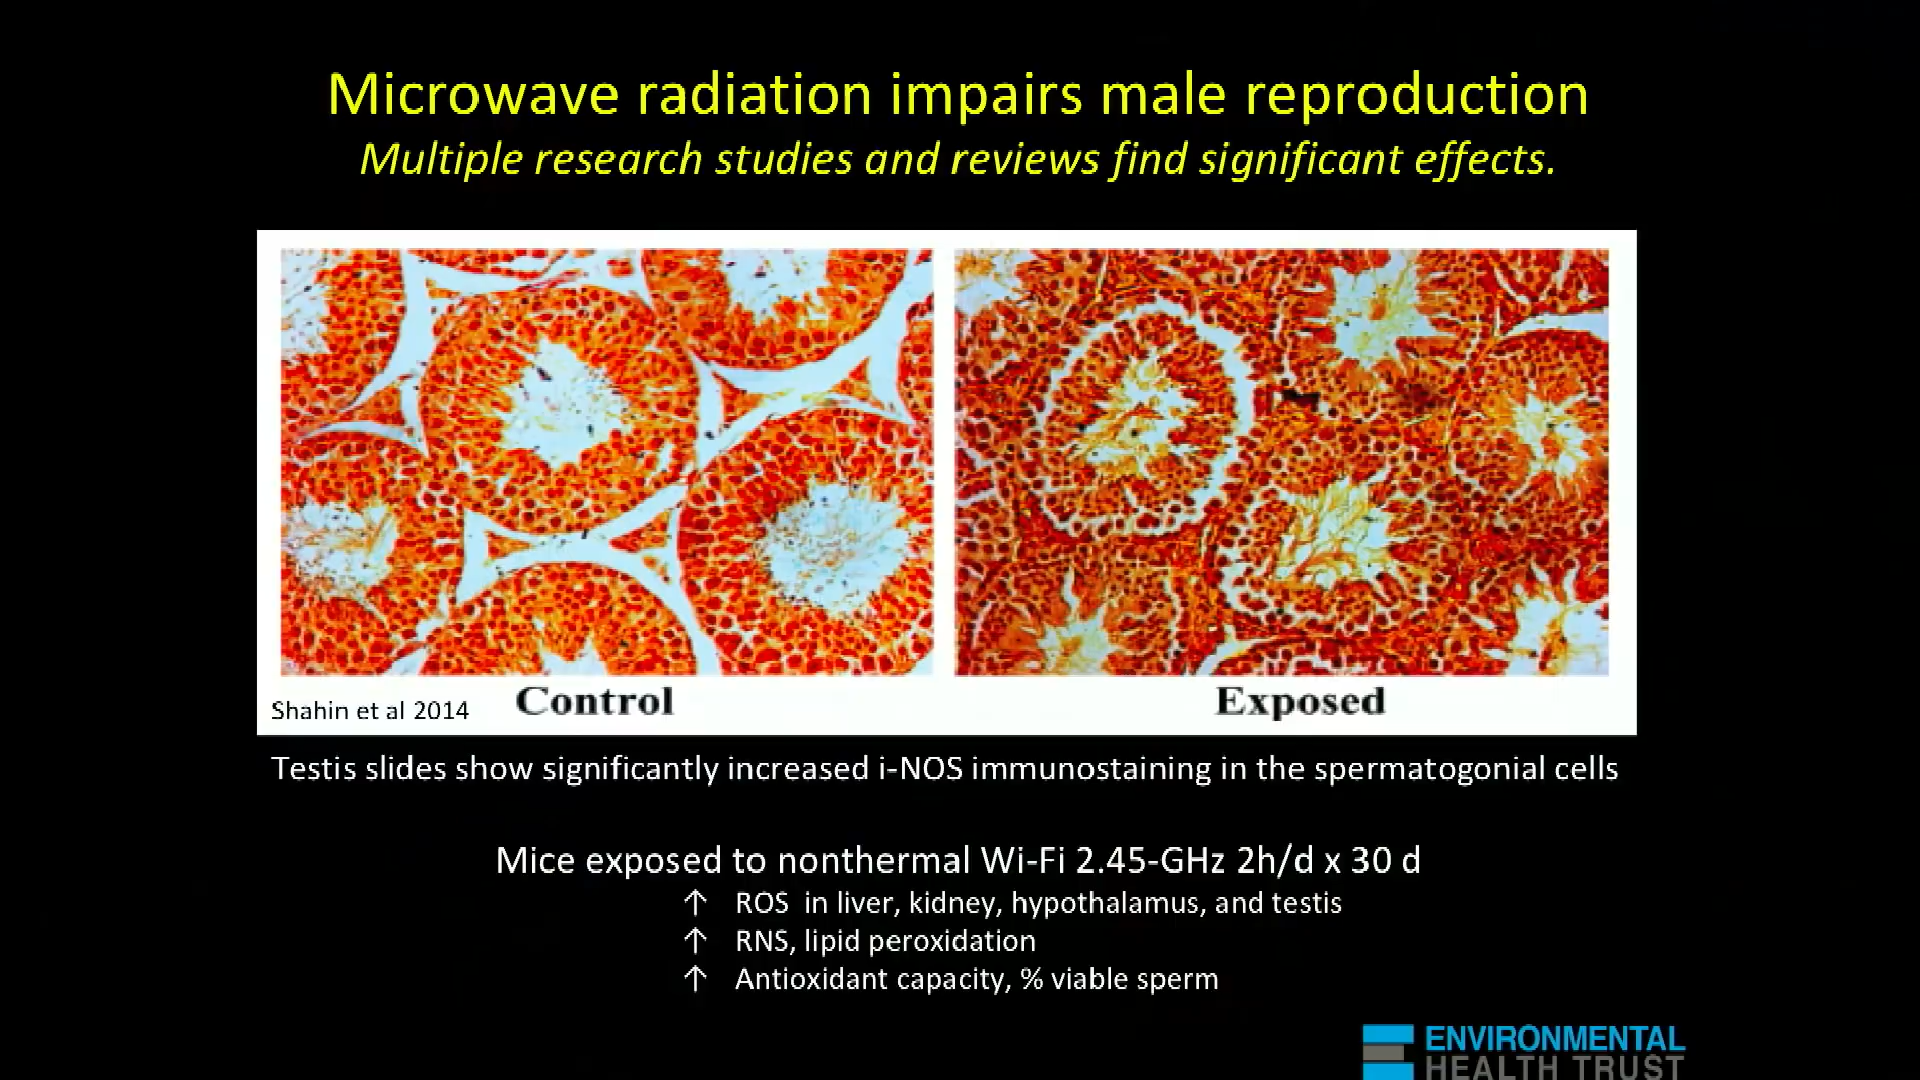 Microwave radiation impairs male reproduction
Multiple research studies and reviews find significant effects.
Shahin et al 2014
Control
Exposed
Testis slides show significantly increased i-NOS immunostaining in the spermatogonial cells
Mice exposed to nonthermal Wi-Fi 2.45-GHz 2h/d x 30 d
↑ ROS in liver, kidney, hypothalamus, and testis
↑ RNS, lipid peroxidation
↑ Antioxidant capacity, % viable sperm
ENVIRONMENTAL
HEALTH TRUST